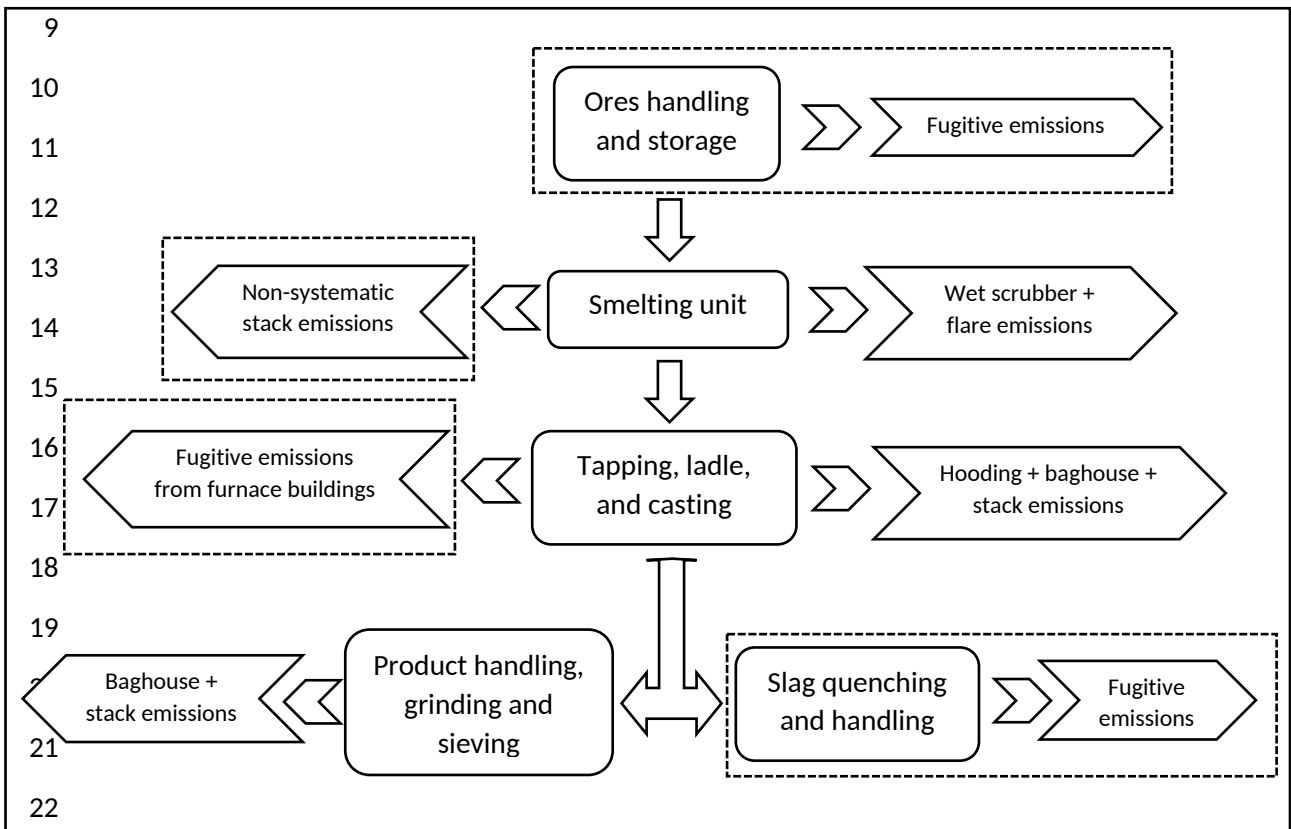 9
10
Ores handling
and storage
Fugitive emissions
11
12
13
Non-systematic
stack emissions
Smelting unit
Wet scrubber +
flare emissions
14
15
16
Fugitive emissions
from furnace buildings
Tapping, ladle,
and casting
Hooding + baghouse +
stack emissions
17
18
19
Baghouse +
stack emissions
Product handling,
grinding and
sieving
Slag quenching
and handling
Fugitive
emissions
21
22